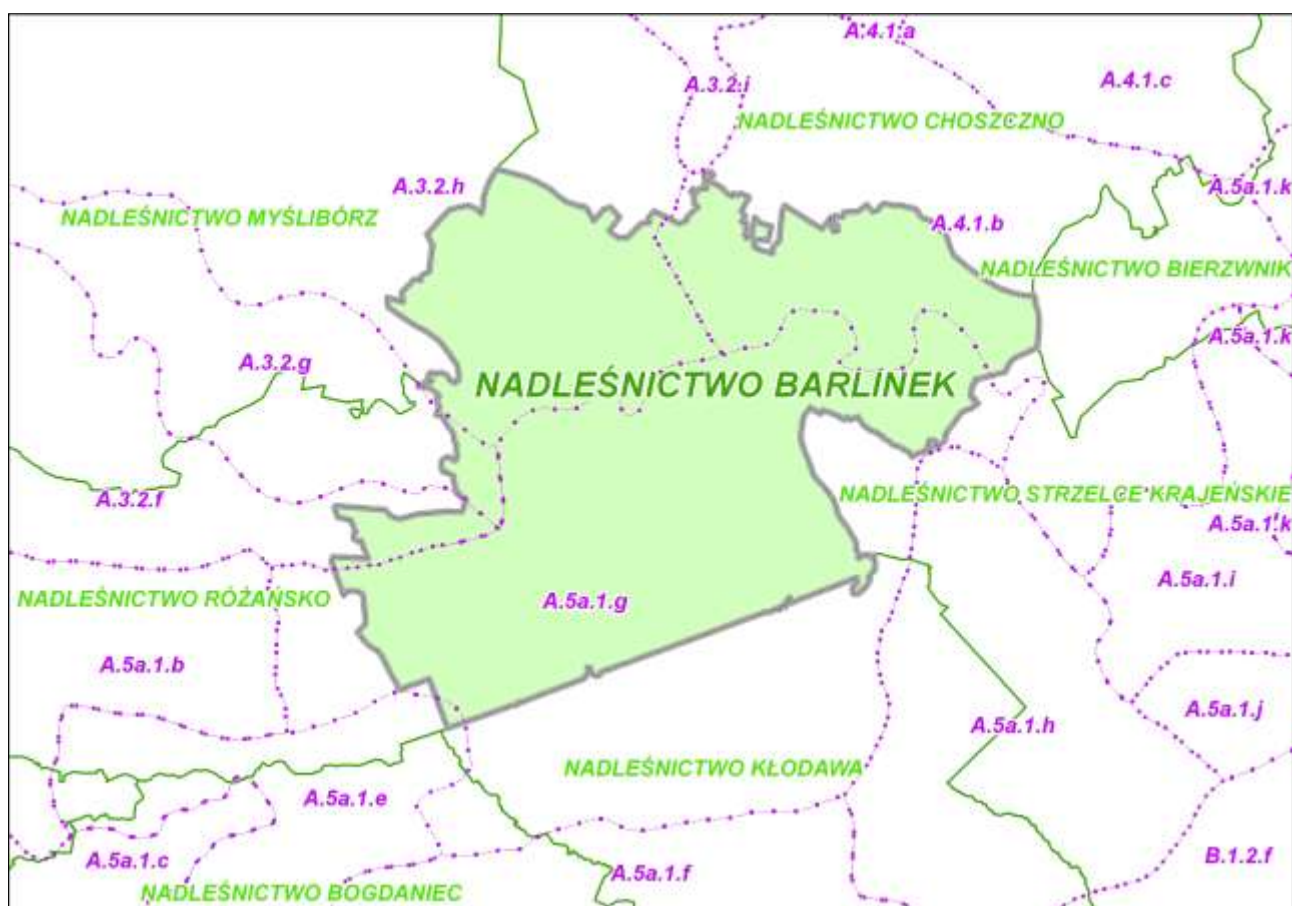 A.4.1.a
A.3.2.i
A.4.1.c
NADLEŚNICTWO CHOSZCZNO
A.3.2.h
A.5a.1.k
NADLEŚNICTWO MYŚLIBÓRZ
A.4.1.b
NADLEŚNICTWO BIERZWNIK
A.5a.1.k
A.3.2.g
NADLEŚNICTWO BARLINEK
A.3.2.f
NADLEŚNICTWO STRZELCE KRAJEŃSKIE
A.5a.1.k
A.5a.1.i
NADLEŚNICTWO RÓŻAŃSKO
A.5a.1.g
A.5a.1.b
A.5a.1.j
A.5a.1.h
NADLEŚNICTWO KŁODAWA
A.5a.1.e
A.5a.1.c
A.5a.1.f
B.1.2.f
NADLEŚNICTWO BOGDANIEC